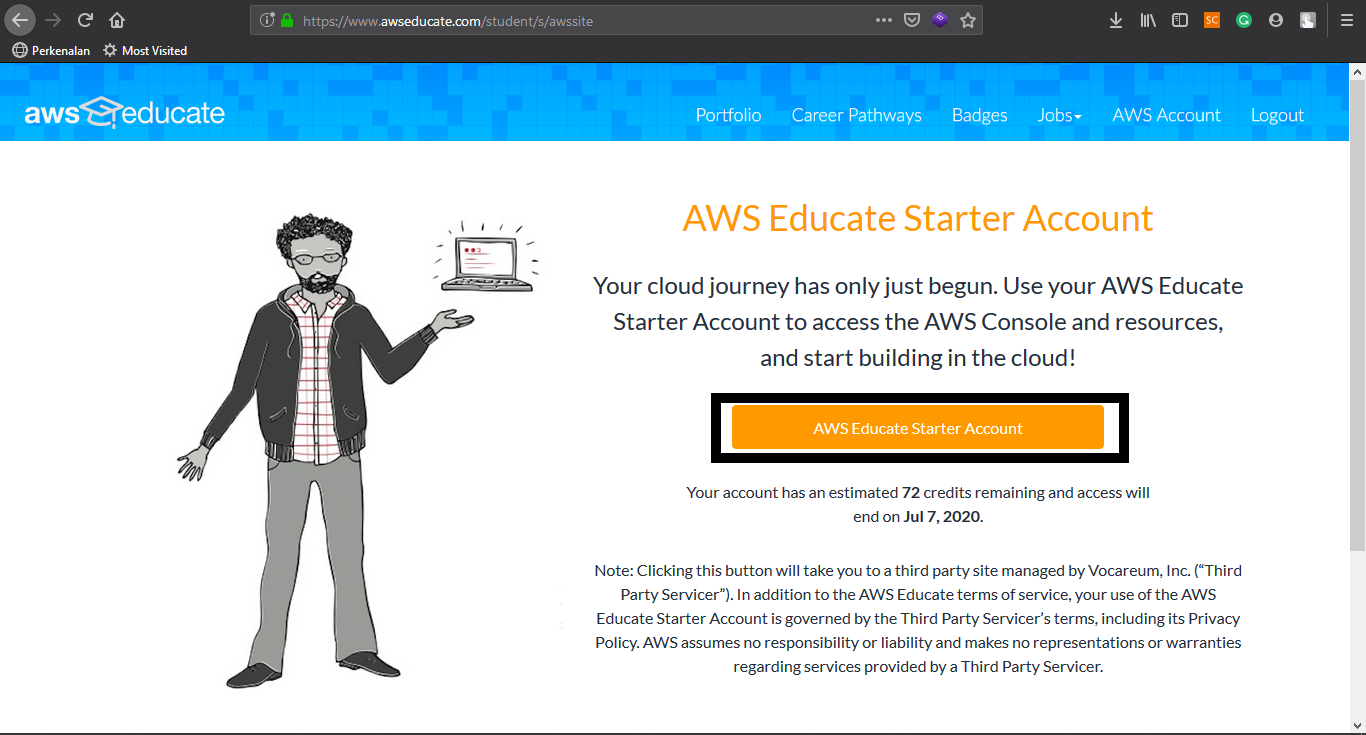 https://www.awseducate.com/student/s/awssite
SC
Perkenalan Most Visited
aws educate
Portfolio Career Pathways Badges Jobs AWS Account Logout
AWS Educate Starter Account
Your cloud journey has only just begun. Use your AWS Educate
Starter Account to access the AWS Console and resources,
and start building in the cloud!
AWS Educate Starter Account
Your account has an estimated 72 credits remaining and access will
end on Jul 7, 2020.
Note: Clicking this button will take you to a third party site managed by Vocareum, Inc. (“Third
Party Servicer”). In addition to the AWS Educate terms of service, your use of the AWS
Educate Starter Account is governed by the Third Party Servicer’s terms, including its Privacy
Policy. AWS assumes no responsibility or liability and makes no representations or warranties
regarding services provided by a Third Party Servicer.